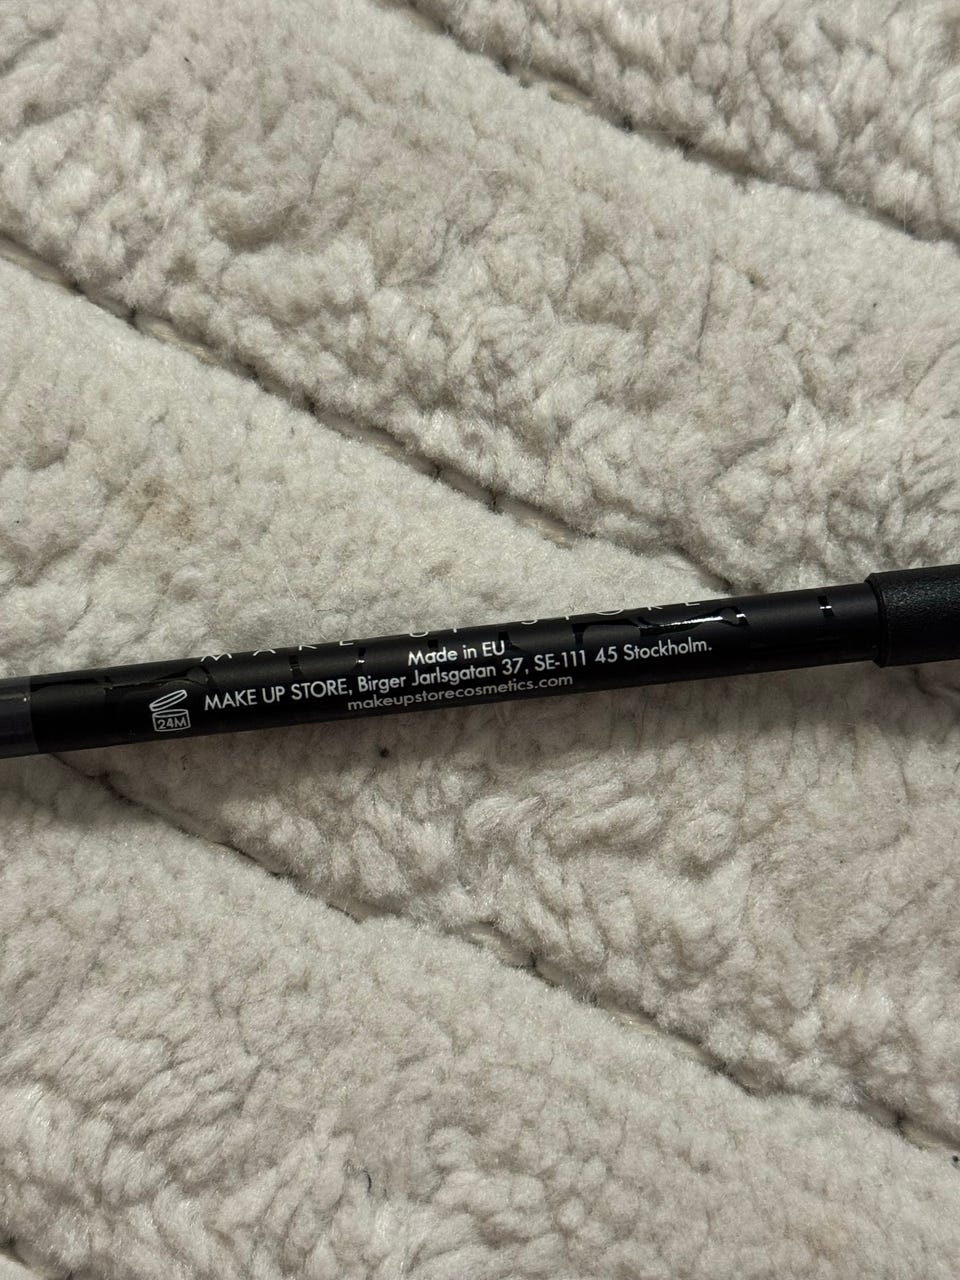 MAKE UP STORE
Made in EU
MAKE UP STORE, Birger Jarlsgatan 37, SE-111 45 Stockholm.
makeupstorecosmetics.com
24M